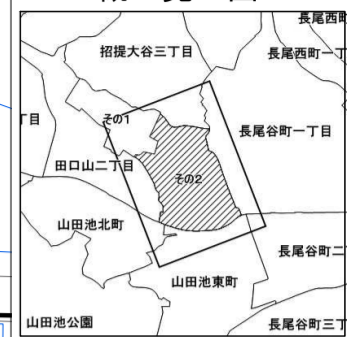 長尾西町
招提大谷三丁目
長尾西町一丁
丁目
その1
長尾谷町一丁目
田口山二丁目
その2
山田池北町
長尾谷町二
山田池東町
山田池公園
長尾谷町三丁